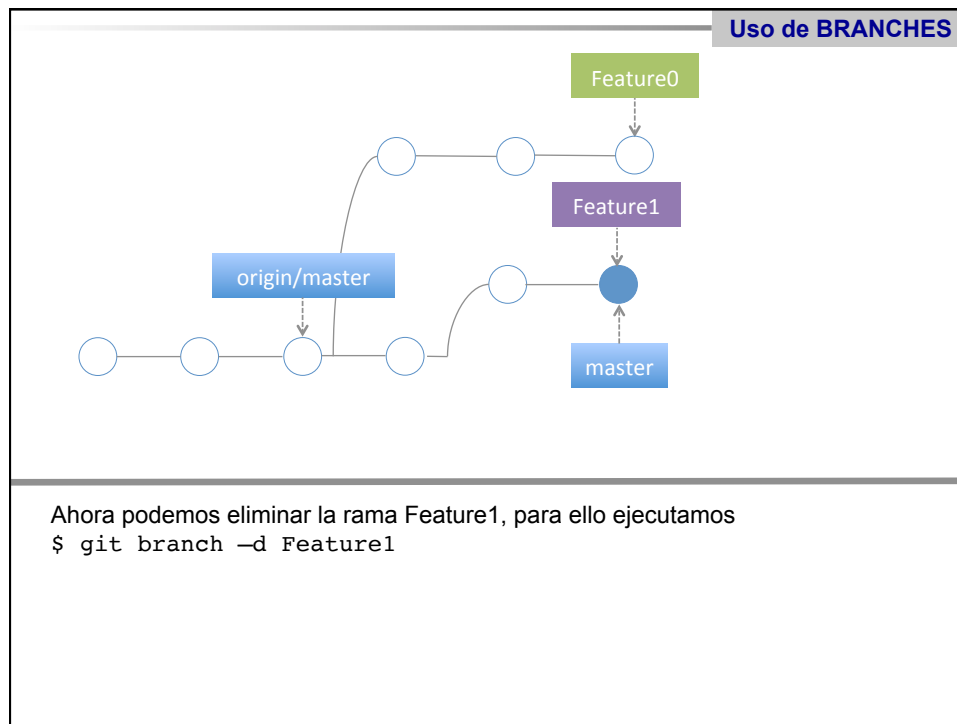 Uso de BRANCHES
Feature0
Feature1
origin/master
master
Ahora podemos eliminar la rama Feature1, para ello ejecutamos
$ git branch –d Feature1